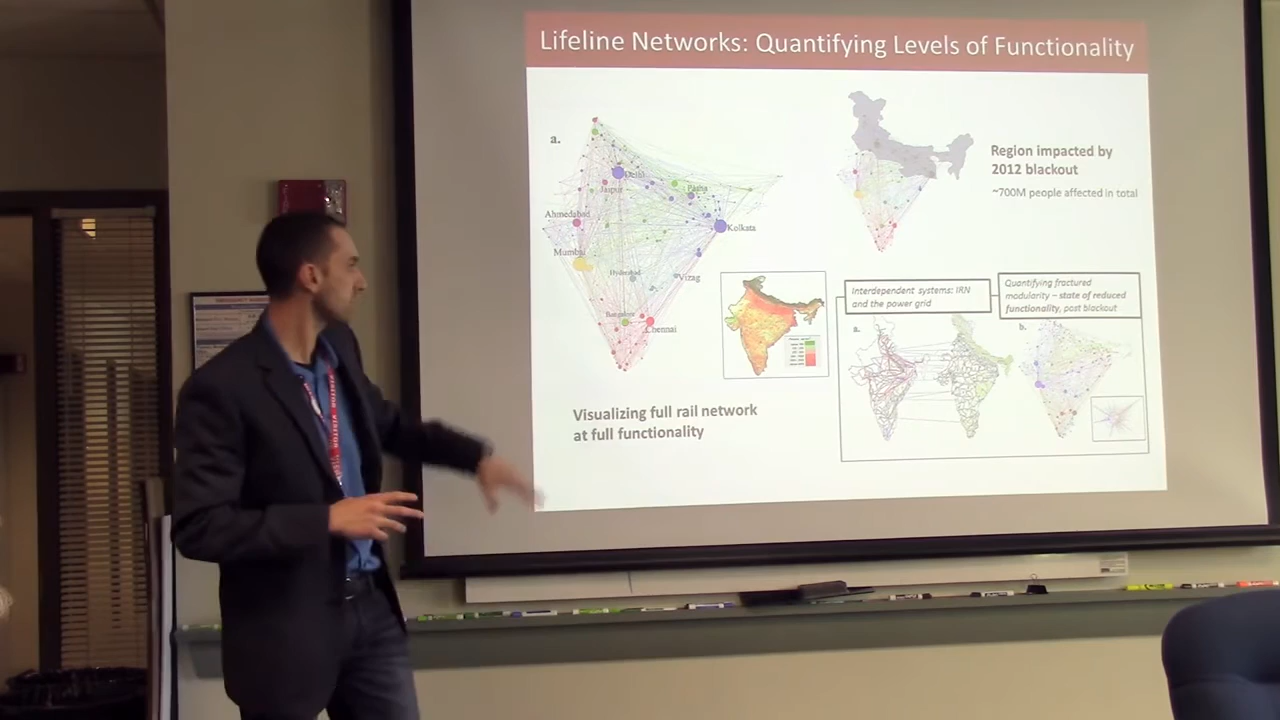 Lifeline Networks: Quantifying Levels of Functionality
a.
Delhi
Jaipur
Patna
Ahmedabad
Kolkata
Mumbai
Hyderabad
Vizag
Bangalore
Chennai
Visualizing full rail network
at full functionality
Region impacted by
2012 blackout
~700M people affected in total
Interdependent systems: IRN
and the power grid
Quantifying fractured
modularity – state of reduced
functionality, post blackout
a.
b.
VISITOR